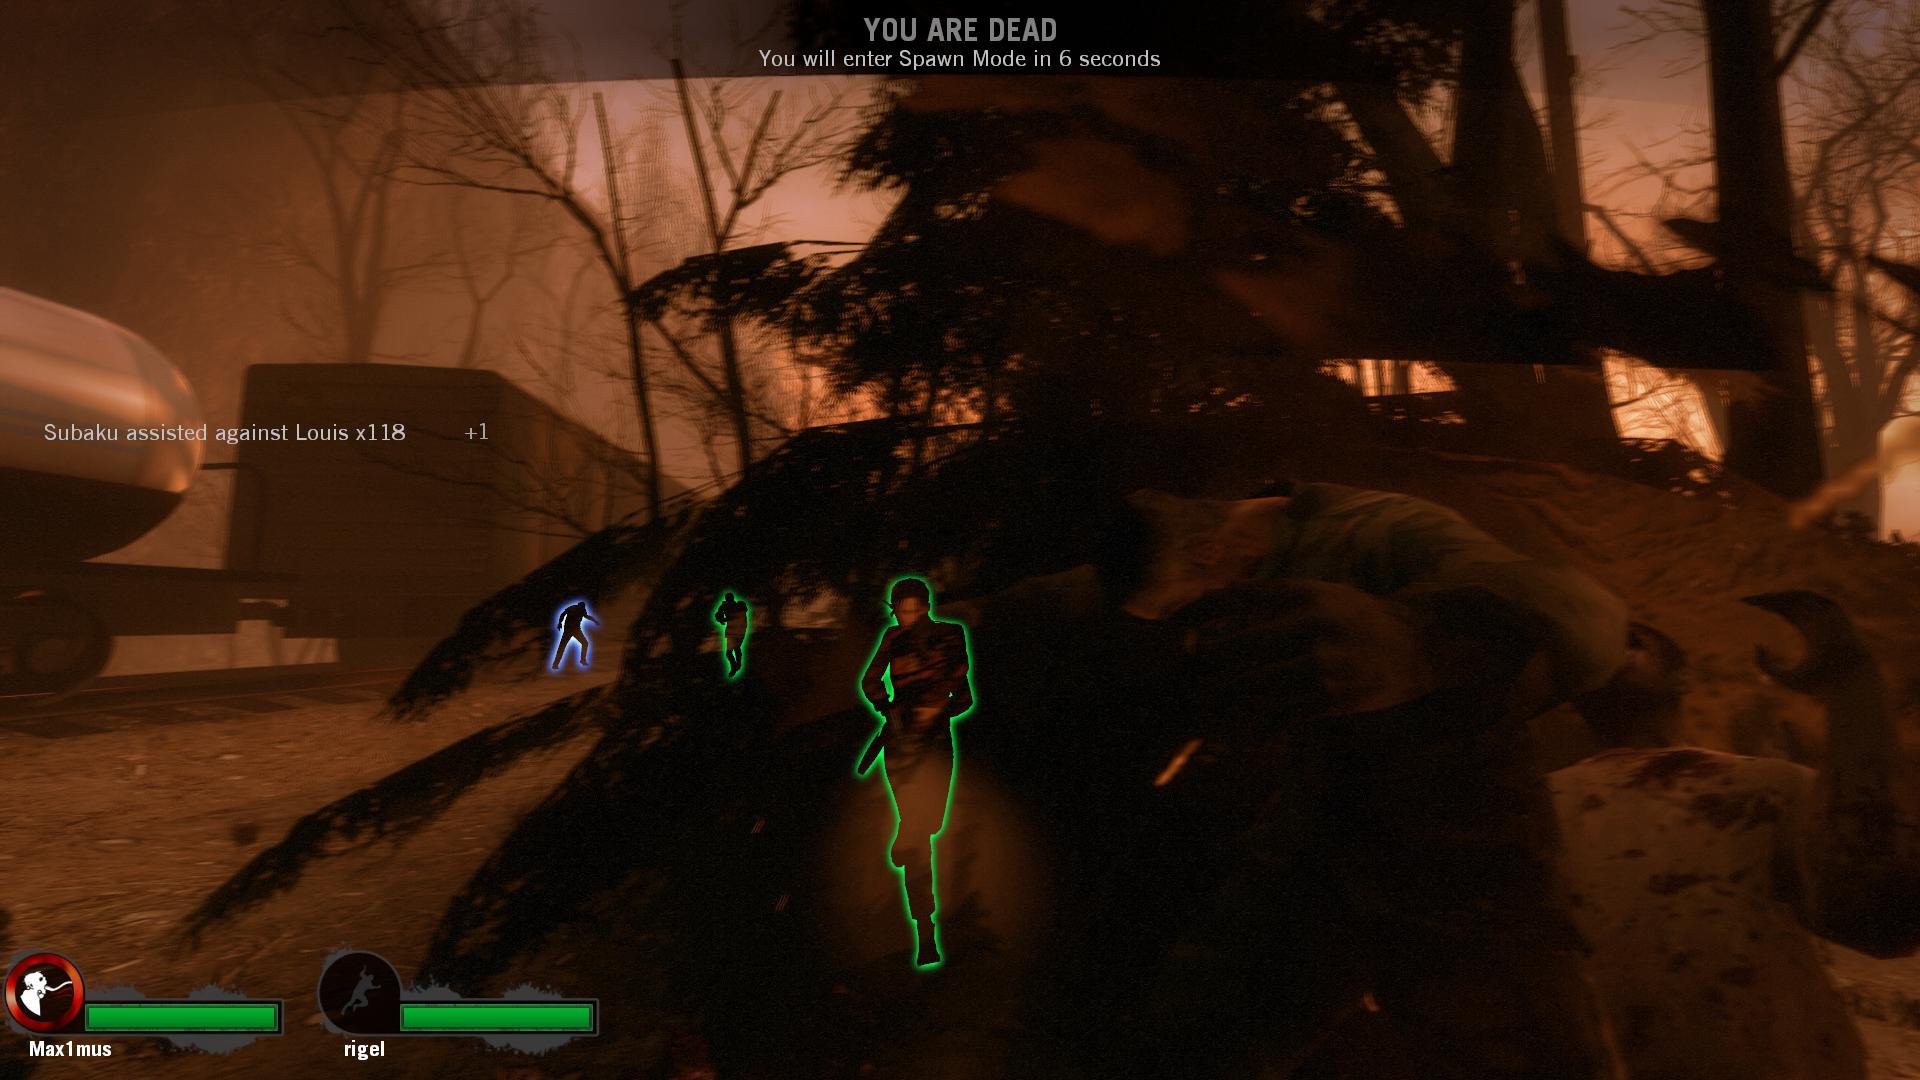 YOU ARE DEAD
You will enter Spawn Mode in 6 seconds
Subaku assisted against Louis x118 +1
Max1mus
rigel